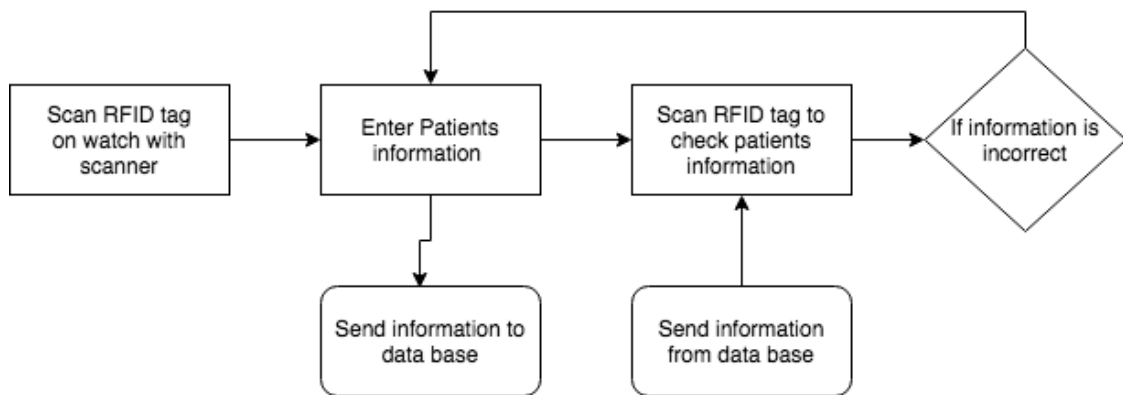 Scan RFID tag
on watch with
scanner
Enter Patients
information
Scan RFID tag to
check patients
information
If information is
incorrect
Send information to
data base
Send information
from data base